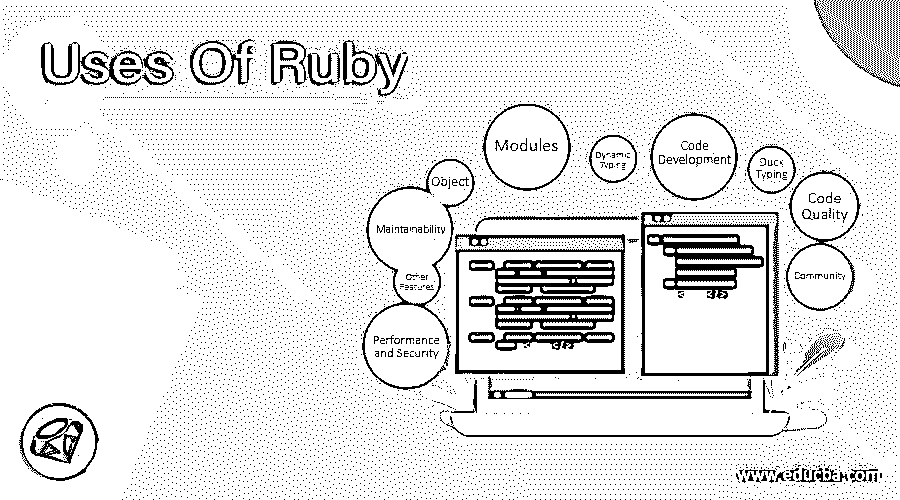 Uses Of Ruby
Modules
Dynamic
Typing
Code
Development
Duck
Typing
Object
Code
Quality
Maintainability
Other
Features
Community
Performance
and Security
www.educba.com